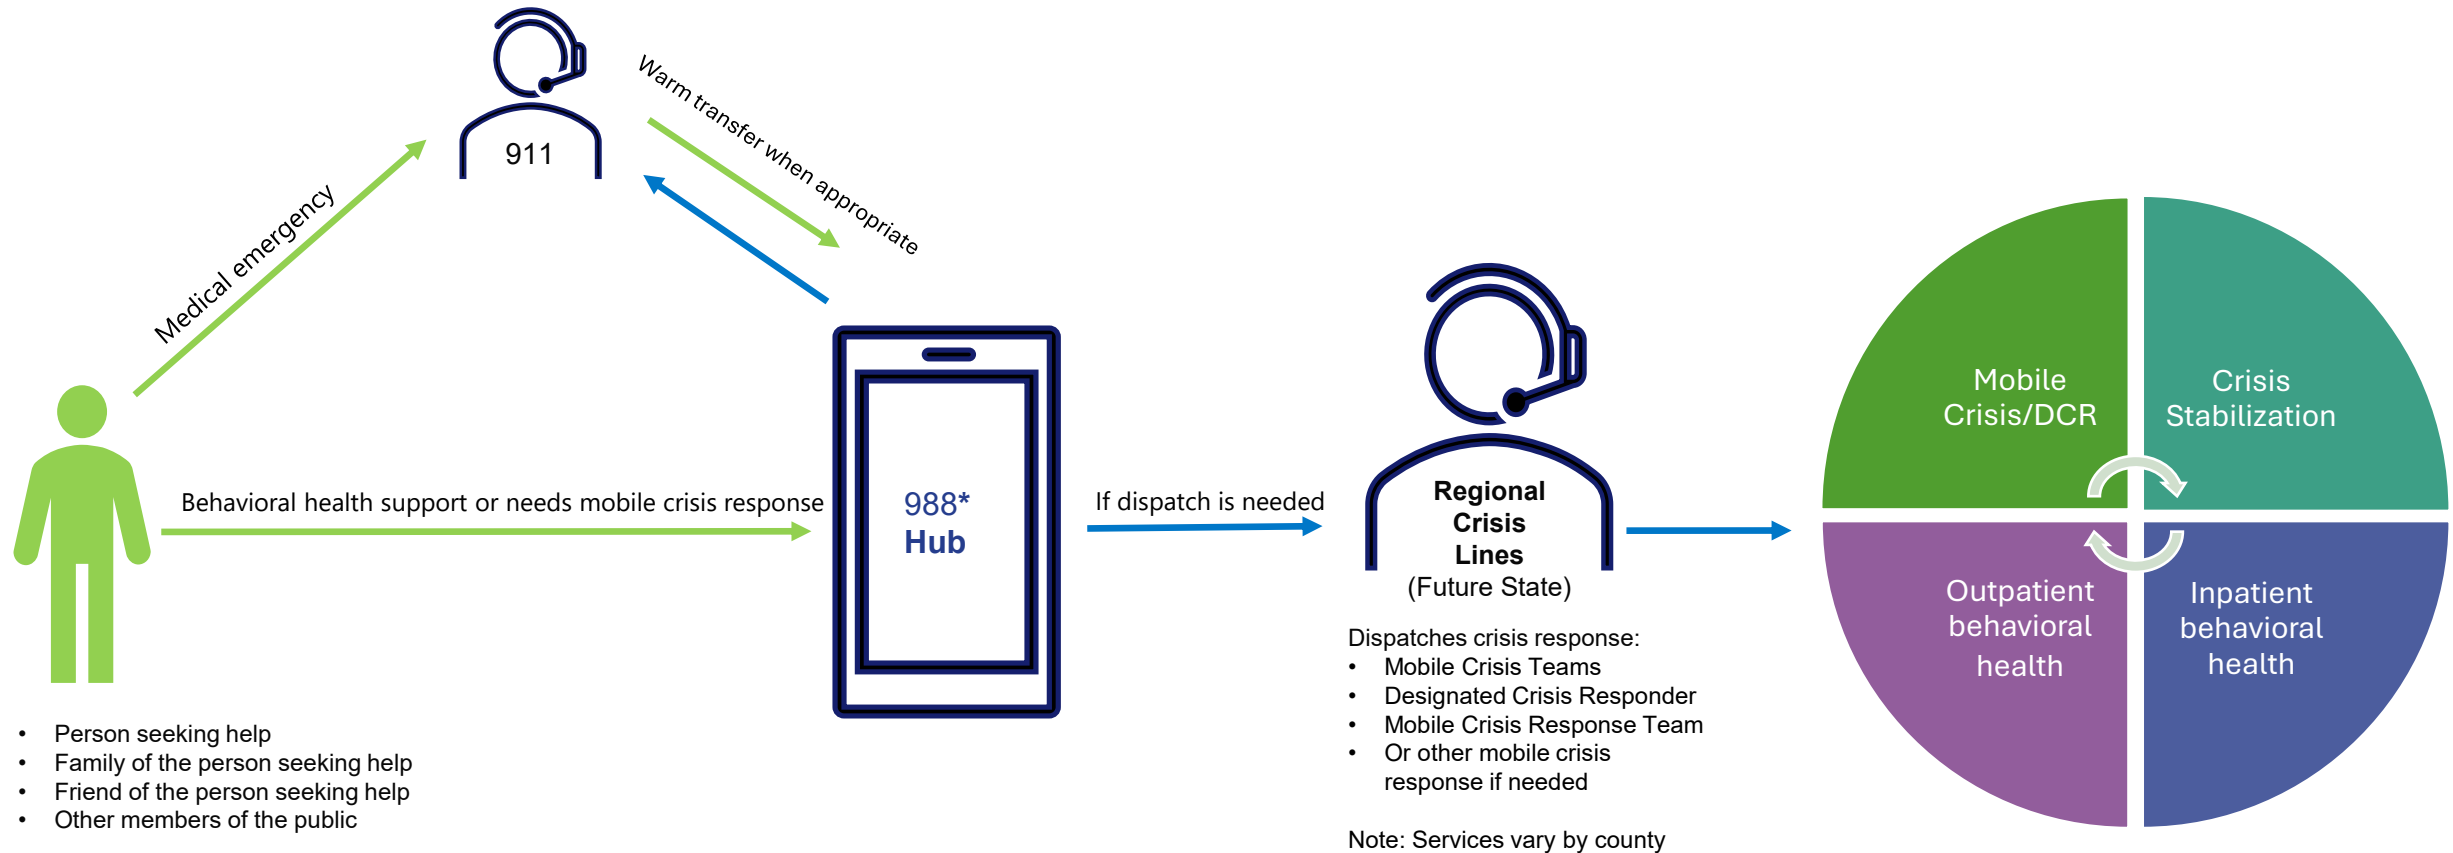 911
Warm transfer when appropriate
Medical emergency
Behavioral health support or needs mobile crisis response
988*
Hub
If dispatch is needed
Regional
Crisis
Lines
(Future State)
Dispatches crisis response:
• Mobile Crisis Teams
• Designated Crisis Responder
• Mobile Crisis Response Team
• Or other mobile crisis
response if needed
Note: Services vary by county
• Person seeking help
• Family of the person seeking help
• Friend of the person seeking help
• Other members of the public
Mobile
Crisis/DCR
Crisis
Stabilization
Outpatient
behavioral
health
Inpatient
behavioral
health